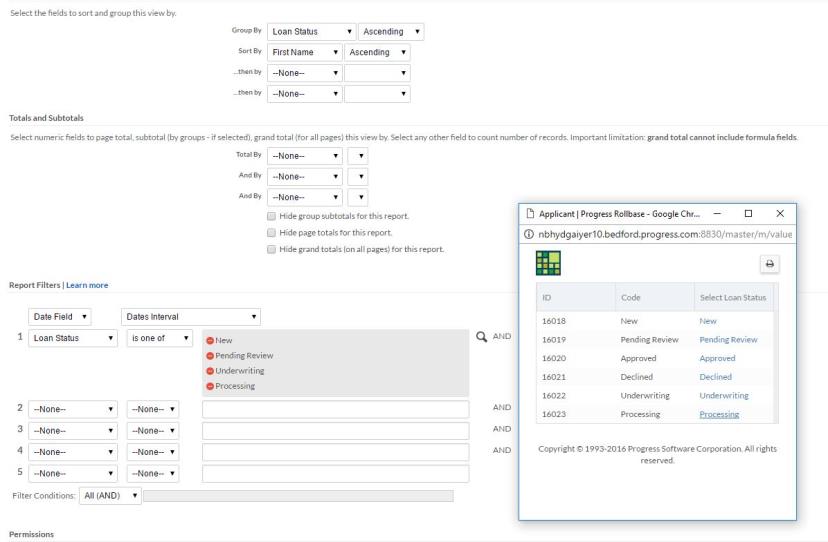 Select the fields to sort and group this view by.
Group By Loan Status Ascending
Sort By First Name Ascending
...then by --None--
...then by --None--
Totals and Subtotals
Select numeric fields to page total, subtotal (by groups - if selected), grand total (for all pages) this view by. Select any other field to count number of records. Important limitation: grand total cannot include formula fields.
Total By --None--
And By --None--
And By --None--
Hide group subtotals for this report.
Hide page totals for this report.
Hide grand totals (on all pages) for this report.
Report Filters | Learn more
Date Field Dates Interval
1 Loan Status is one of New AND
Pending Review
Underwriting
Processing
2 --None-- --None-- AND
3 --None-- --None-- AND
4 --None-- --None-- AND
5 --None-- --None--
Filter Conditions: All (AND)
Permissions
Applicant | Progress Rollbase - Google Chr...
nbhydgaiyer10.bedford.progress.com:8830/master/m/value
ID Code Select Loan Status
16018 New New
16019 Pending Review Pending Review
16020 Approved Approved
16021 Declined Declined
16022 Underwriting Underwriting
16023 Processing Processing
Copyright © 1993-2016 Progress Software Corporation. All rights
reserved.